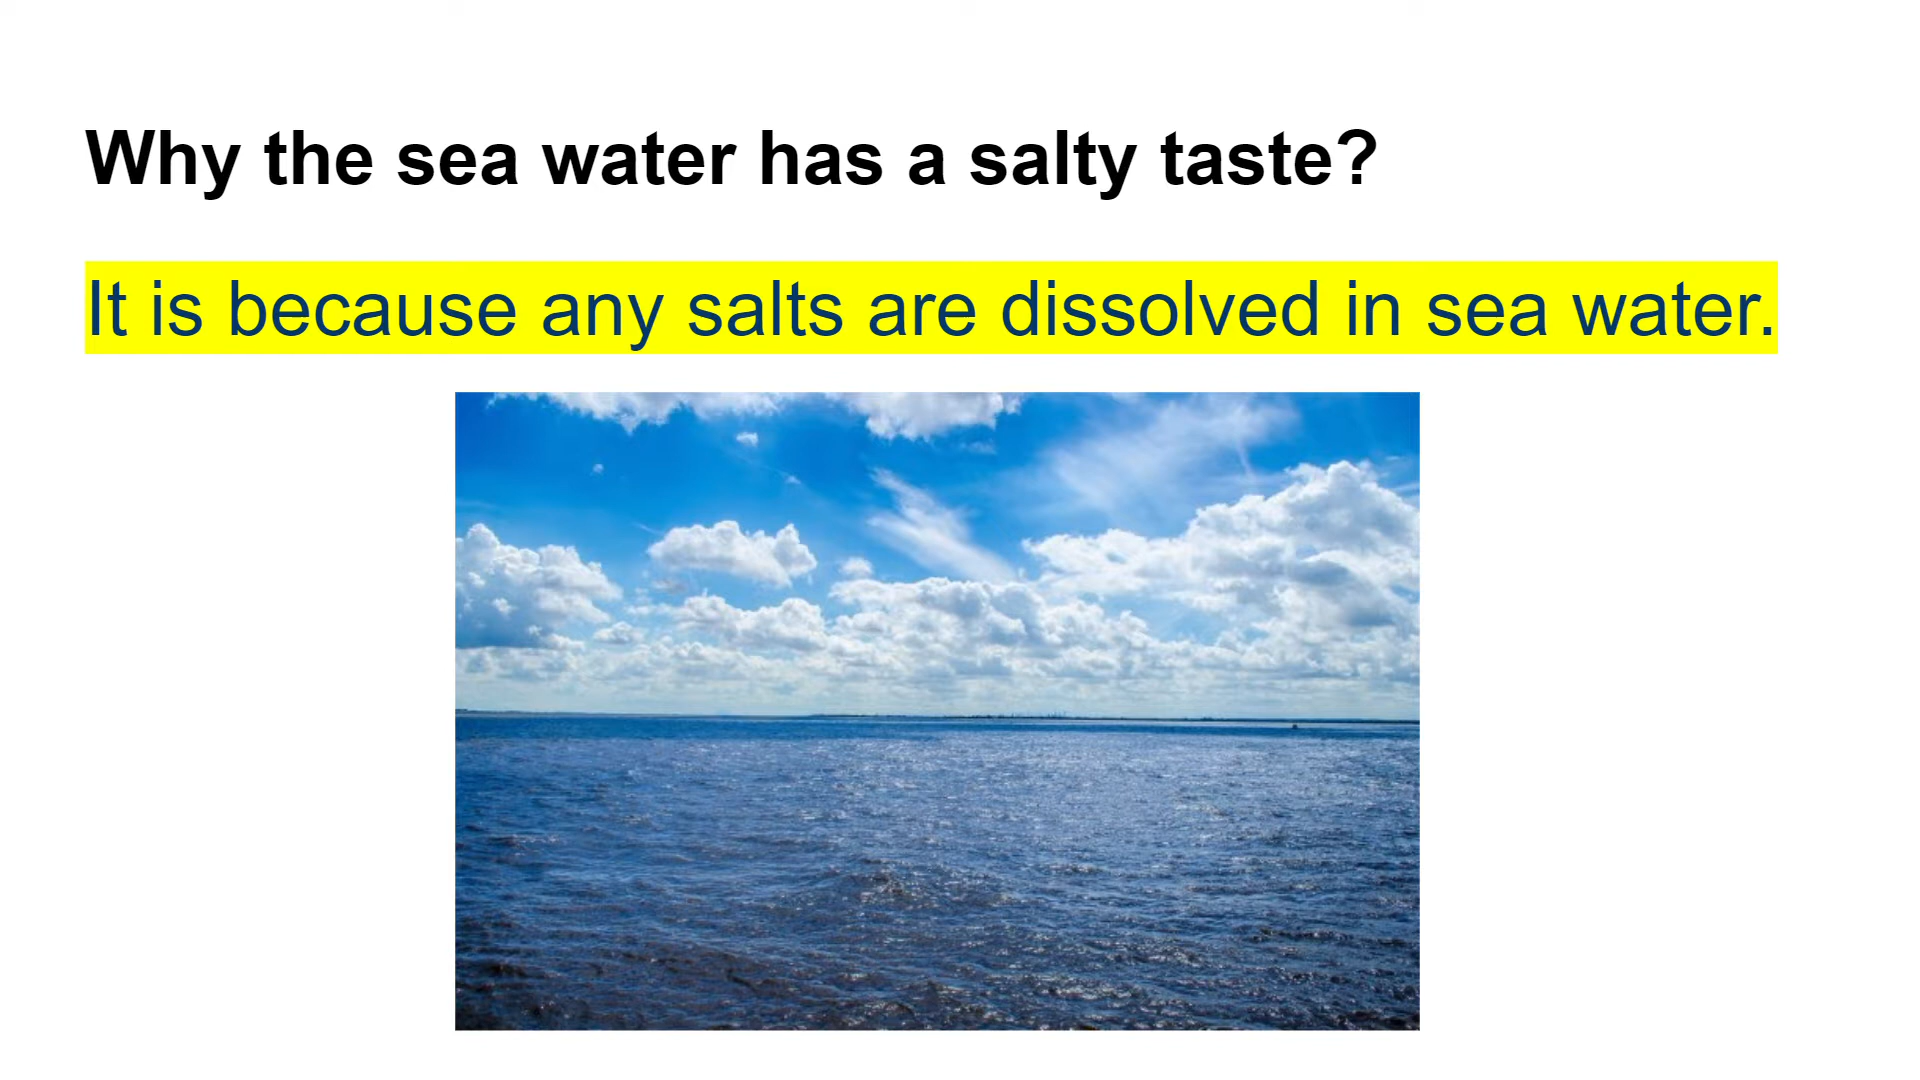 Why the sea water has a salty taste?
It is because any salts are dissolved in sea water.